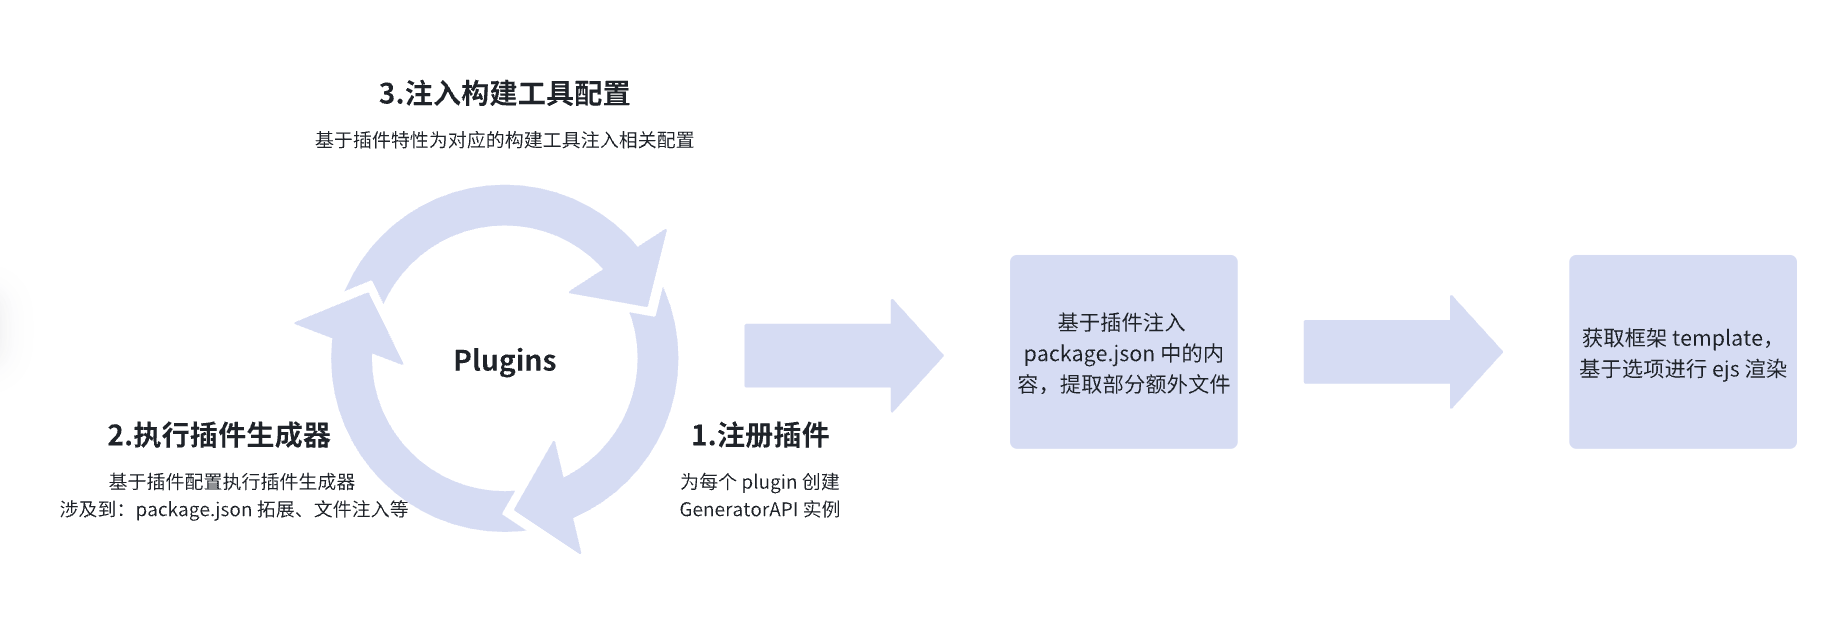 3.注入构建工具配置
基于插件特性为对应的构建工具注入相关配置
Plugins
2.执行插件生成器
基于插件配置执行插件生成器
涉及到：package.json 拓展、文件注入等
1.注册插件
为每个 plugin 创建
GeneratorAPI 实例
基于插件注入
package.json 中的内
容，提取部分额外文件
获取框架 template，
基于选项进行 ejs 渲染